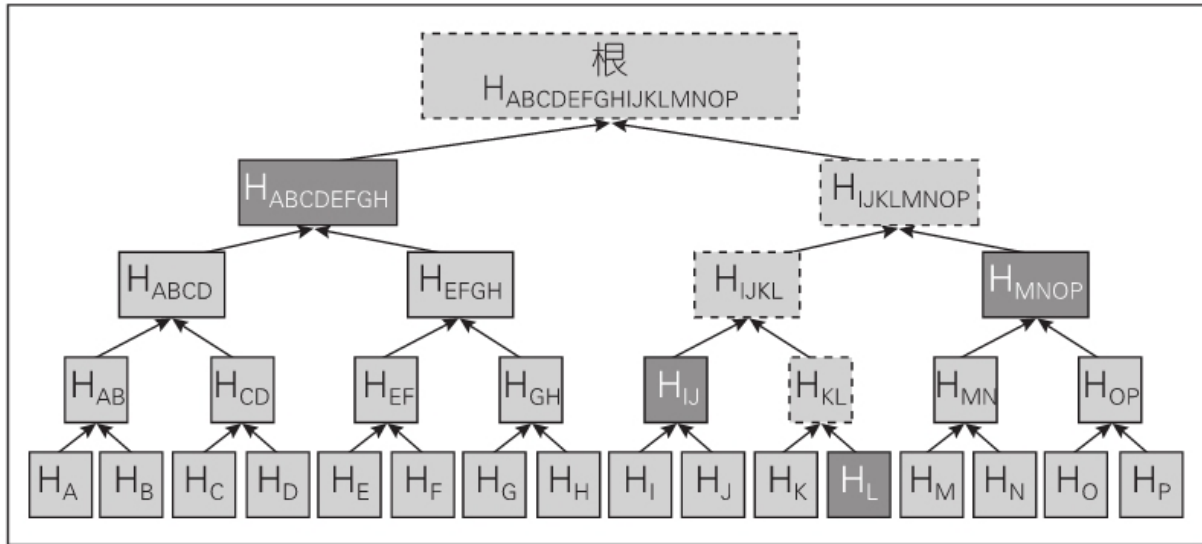 根
HABCDEFGHIJKLMNOP
HABCDEFGH
HIJKLMNOP
HABCD
HEFGH
HIJKL
HMNOP
HAB
HCD
HEF
HGH
HIJ
HKL
HMN
HOP
HA
HB
HC
HD
HE
HF
HG
HH
HI
HJ
HK
HL
HM
HN
HO
HP